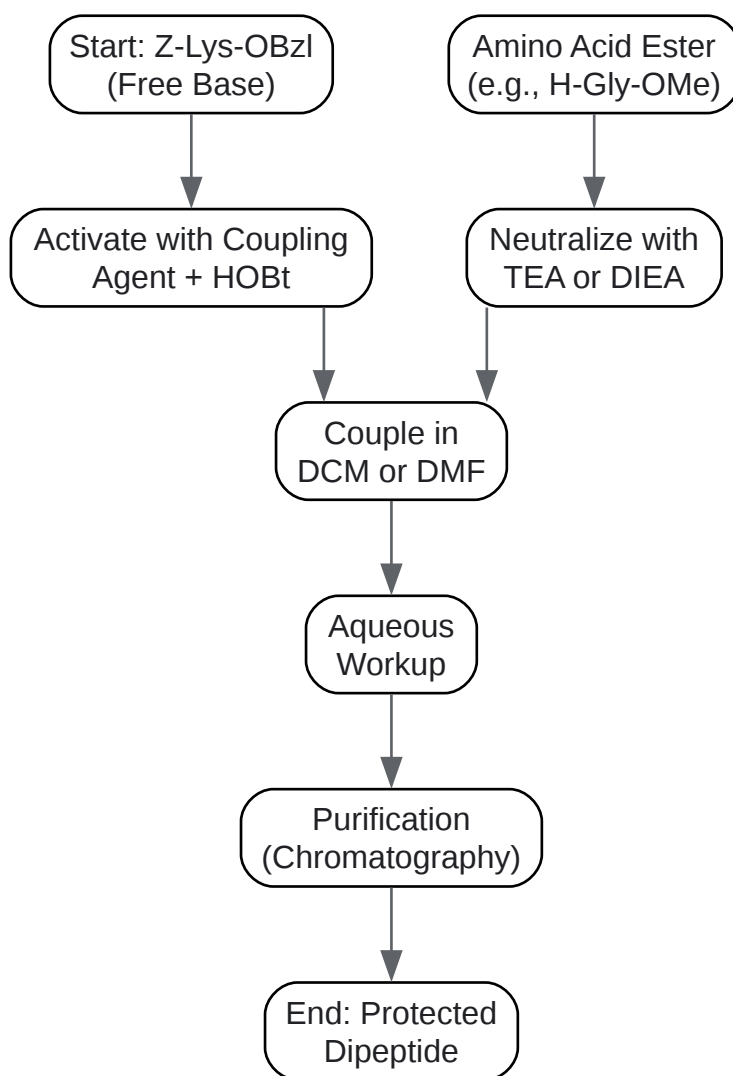 Start: Z-Lys-OBzl
(Free Base)
Amino Acid Ester
(e.g., H-Gly-OMe)
Activate with Coupling
Agent + HOBt
Neutralize with
TEA or DIEA
Couple in
DCM or DMF
Aqueous
Workup
Purification
(Chromatography)
End: Protected
Dipeptide